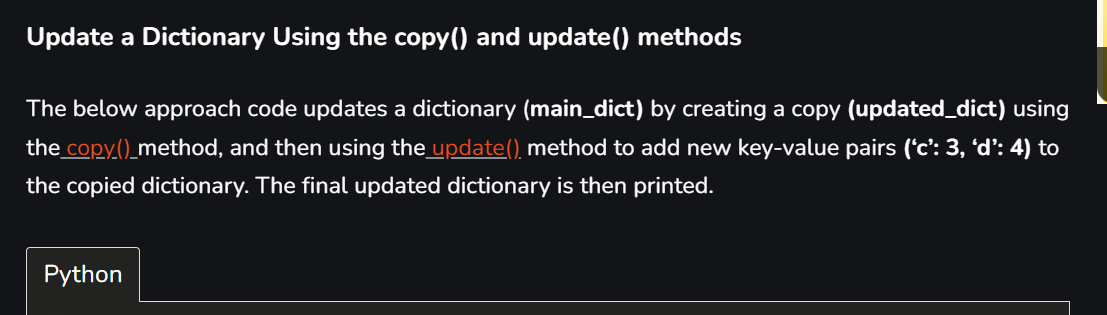 Update a Dictionary Using the copy() and update() methods
The below approach code updates a dictionary (main_dict) by creating a copy (updated_dict) using
the copy() method, and then using the update() method to add new key-value pairs (‘c’: 3, ‘d’: 4) to
the copied dictionary. The final updated dictionary is then printed.
Python